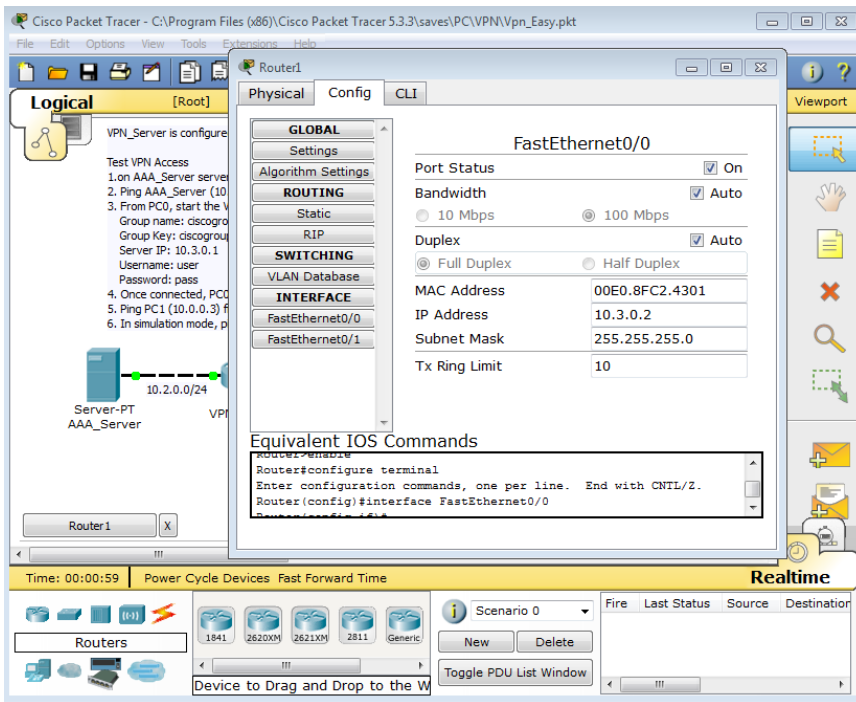 Cisco Packet Tracer - C:\Program Files (x86)\Cisco Packet Tracer 5.3.3\saves\PC\VPN\Vpn_Easy.pkt
File Edit Options View Tools Extensions Help
Logical
[Root]
Viewport
VPN_Server is configure
Test VPN Access
1.on AAA_Server server
2. Ping AAA_Server (10
3. From PC0, start the V
Group name: ciscogro
Group Key: ciscogrou
Server IP: 10.3.0.1
Username: user
Password: pass
4. Once connected, PC0
5. Ping PC1 (10.0.0.3) f
6. In simulation mode, p
10.2.0.0/24
Server-PT
AAA_Server
VPN
Router1 X
Router1
Physical Config CLI
GLOBAL
Settings
Algorithm Settings
ROUTING
Static
RIP
SWITCHING
VLAN Database
INTERFACE
FastEthernet0/0
FastEthernet0/1
FastEthernet0/0
Port Status On
Bandwidth Auto
10 Mbps 100 Mbps
Duplex Auto
Full Duplex Half Duplex
MAC Address 00E0.8FC2.4301
IP Address 10.3.0.2
Subnet Mask 255.255.255.0
Tx Ring Limit 10
Equivalent IOS Commands
Router>enable
Router#configure terminal
Enter configuration commands, one per line. End with CNTL/Z.
Router(config)#interface FastEthernet0/0
Router(config-if)#
Time: 00:00:59 Power Cycle Devices Fast Forward Time
Realtime
Routers
1841 2620XM 2621XM 2811 Generic
Device to Drag and Drop to the W
Scenario 0
New Delete
Toggle PDU List Window
Fire Last Status Source Destination